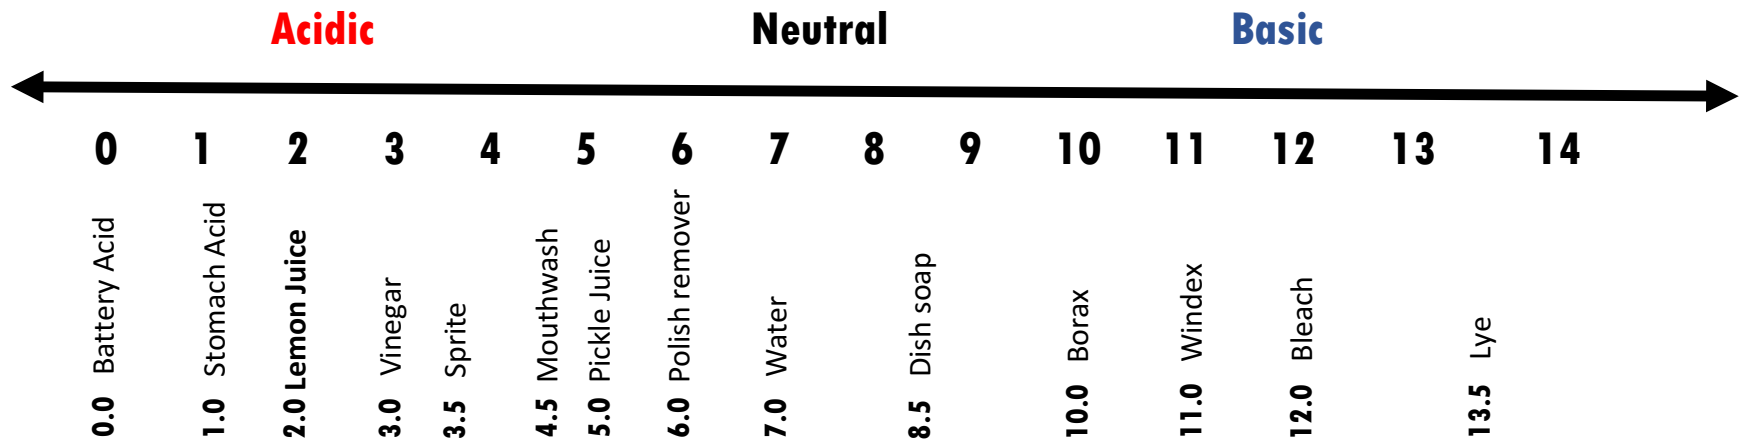 Acidic Neutral Basic
0 1 2 3 4 5 6 7 8 9 10 11 12 13 14
0.0 Battery Acid
1.0 Stomach Acid
2.0 Lemon Juice
3.0 Vinegar
3.5 Sprite
4.5 Mouthwash
5.0 Pickle Juice
6.0 Polish remover
7.0 Water
8.5 Dish soap
10.0 Borax
11.0 Windex
12.0 Bleach
13.5 Lye